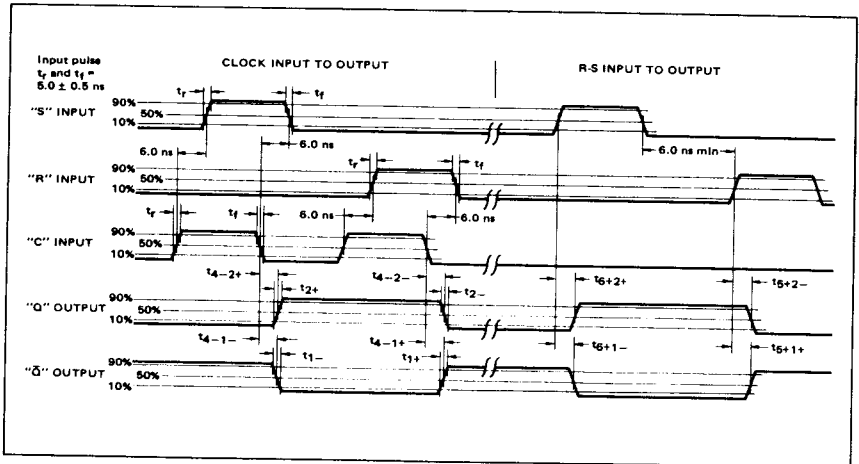 Input pulse
tr and tf =
5.0 ± 0.5 ns
CLOCK INPUT TO OUTPUT
R-S INPUT TO OUTPUT
tr
tf
"S" INPUT
90%
50%
10%
6.0 ns
6.0 ns
6.0 ns min
tr
tf
"R" INPUT
90%
50%
10%
tr
tf
6.0 ns
6.0 ns
"C" INPUT
90%
50%
10%
t4-2+
t2+
t4-2-
t2-
t6+2+
t5+2-
"Q" OUTPUT
90%
50%
10%
t4-1-
t1-
t4-1+
t1+
t6+1-
t5+1+
"Q̄" OUTPUT
90%
50%
10%